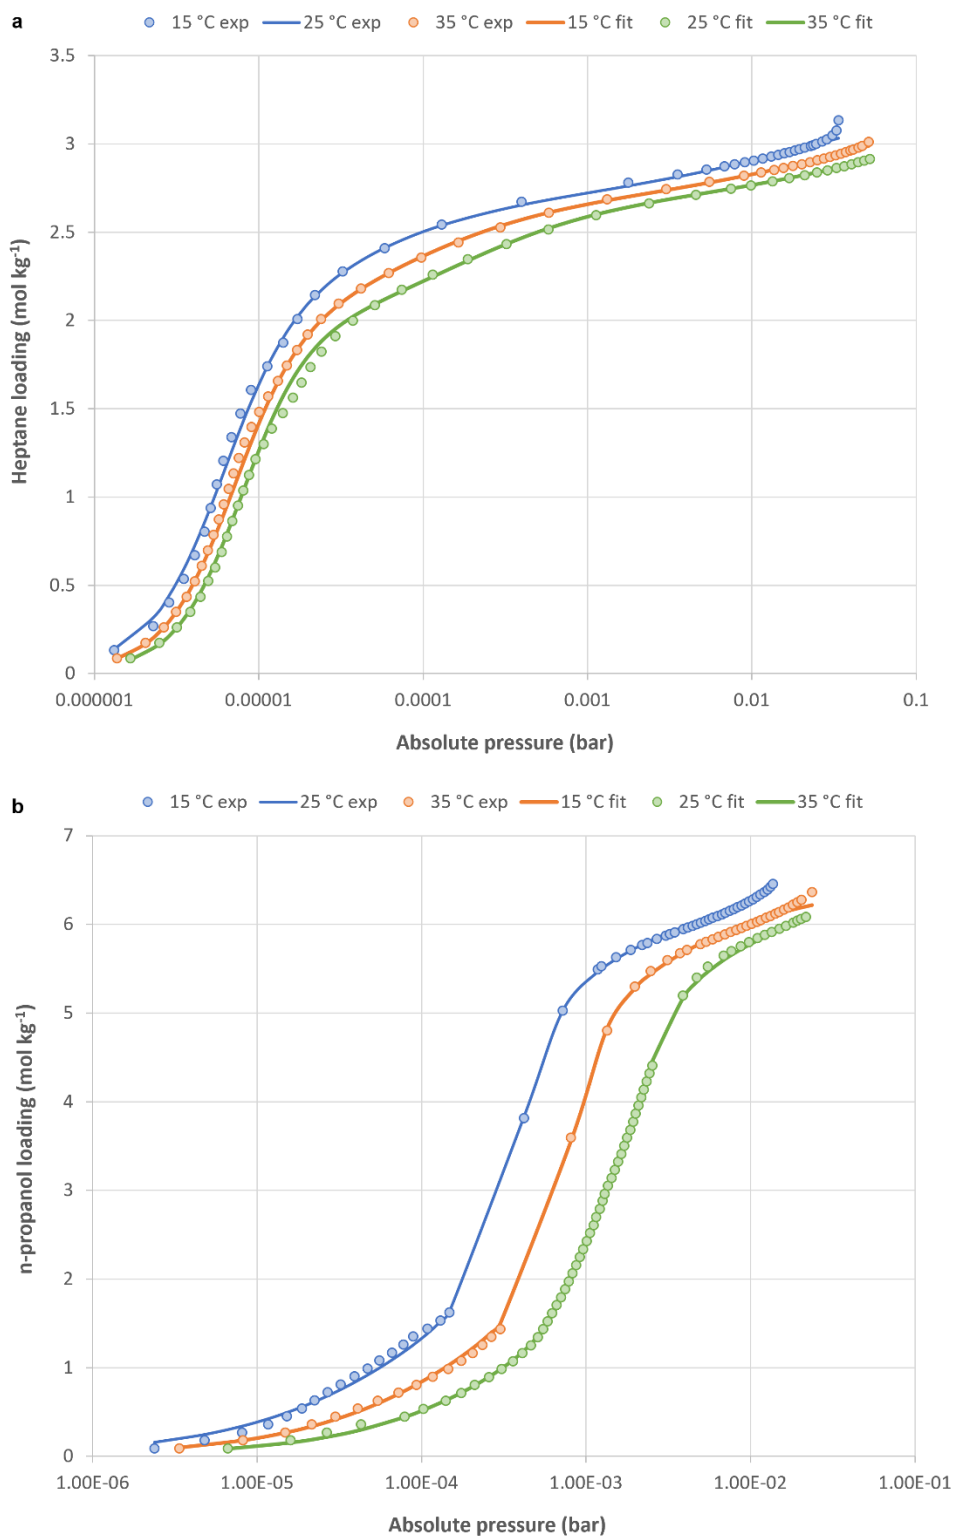 a
15 °C exp 25 °C exp 35 °C exp 15 °C fit 25 °C fit 35 °C fit
3.5
3
2.5
2
1.5
1
0.5
0
Heptane loading (mol kg⁻¹)
0.000001 0.00001 0.0001 0.001 0.01 0.1
Absolute pressure (bar)
b
15 °C exp 25 °C exp 35 °C exp 15 °C fit 25 °C fit 35 °C fit
7
6
5
4
3
2
1
0
n-propanol loading (mol kg⁻¹)
1.00E-06 1.00E-05 1.00E-04 1.00E-03 1.00E-02 1.00E-01
Absolute pressure (bar)